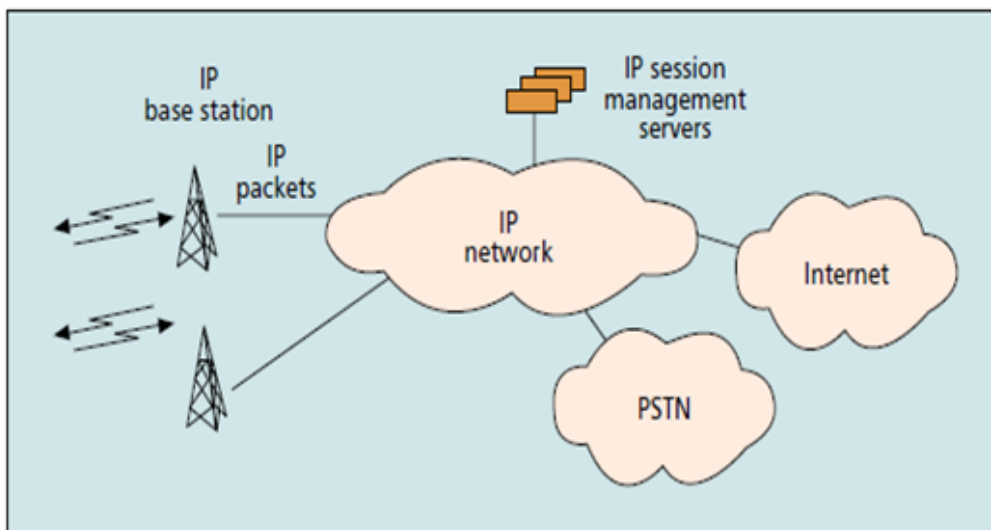 IP
base station
IP
packets
IP session
management
servers
IP
network
Internet
PSTN